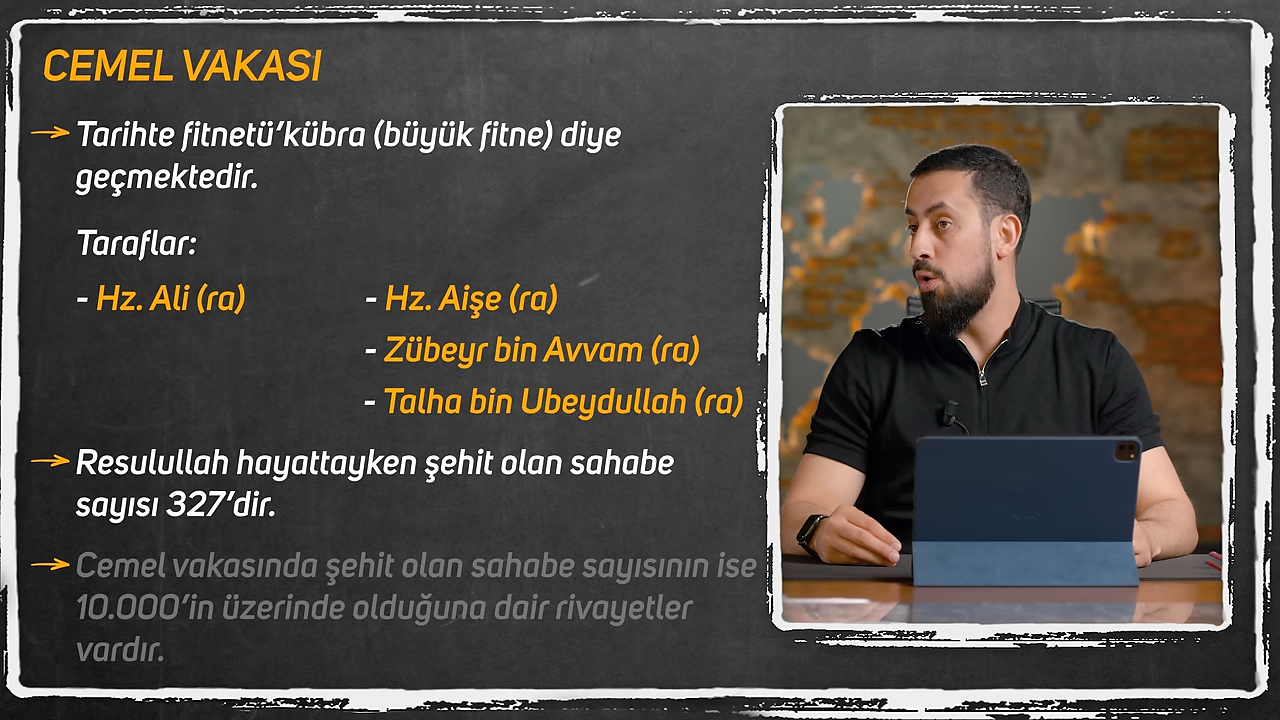 CEMEL VAKASI
Tarihte fitnetü'kübra (büyük fitne) diye
geçmektedir.
Taraflar:
- Hz. Ali (ra)
- Hz. Aişe (ra)
- Zübeyr bin Avvam (ra)
- Talha bin Ubeydullah (ra)
Resulullah hayattayken şehit olan sahabe
sayısı 327'dir.
Cemel vakasında şehit olan sahabe sayısının ise
10.000'in üzerinde olduğuna dair rivayetler
vardır.